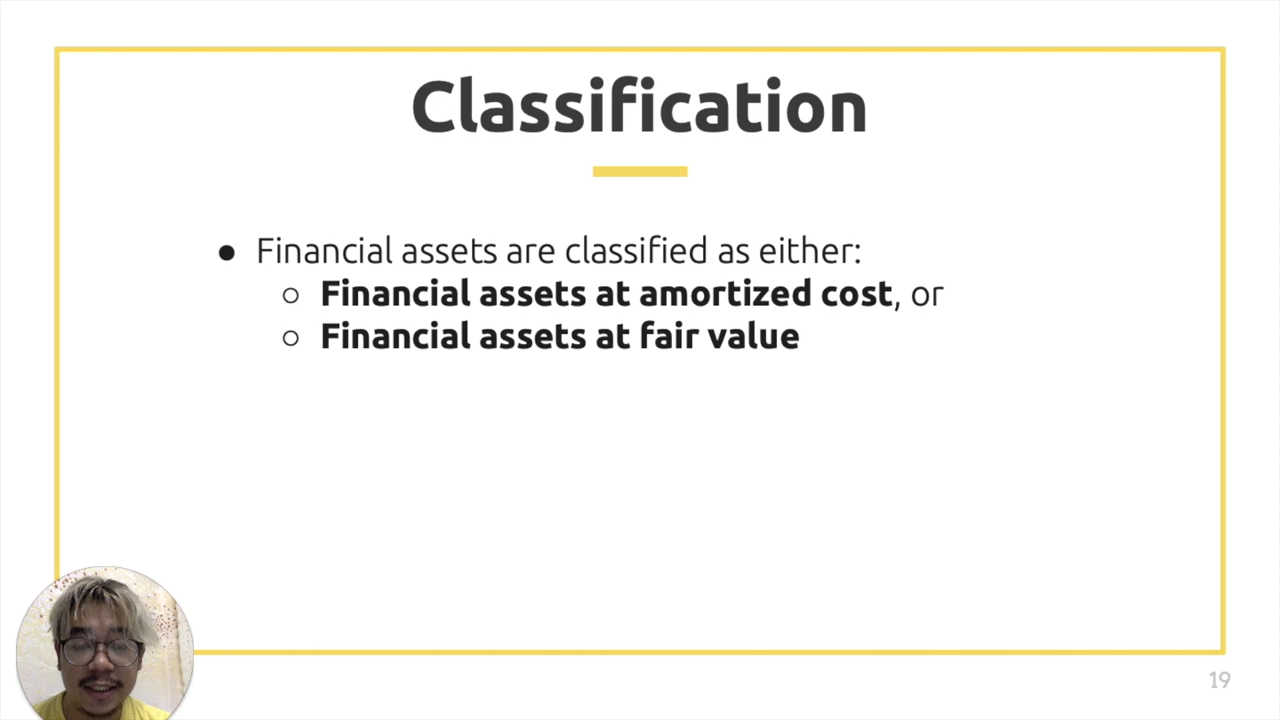 Classification
● Financial assets are classified as either:
○ Financial assets at amortized cost, or
○ Financial assets at fair value
19